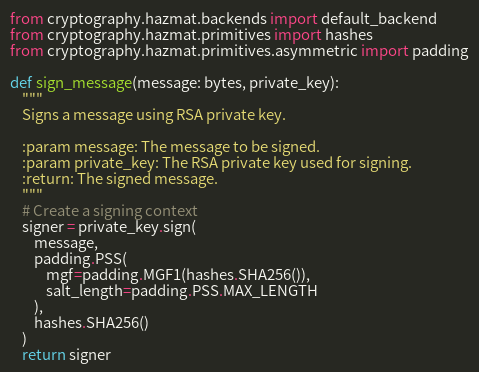 from cryptography.hazmat.backends import default_backend
from cryptography.hazmat.primitives import hashes
from cryptography.hazmat.primitives.asymmetric import padding

def sign_message(message: bytes, private_key):
    """
    Signs a message using RSA private key.

    :param message: The message to be signed.
    :param private_key: The RSA private key used for signing.
    :return: The signed message.
    """
    # Create a signing context
    signer = private_key.sign(
        message,
        padding.PSS(
            mgf=padding.MGF1(hashes.SHA256()),
            salt_length=padding.PSS.MAX_LENGTH
        ),
        hashes.SHA256()
    )
    return signer